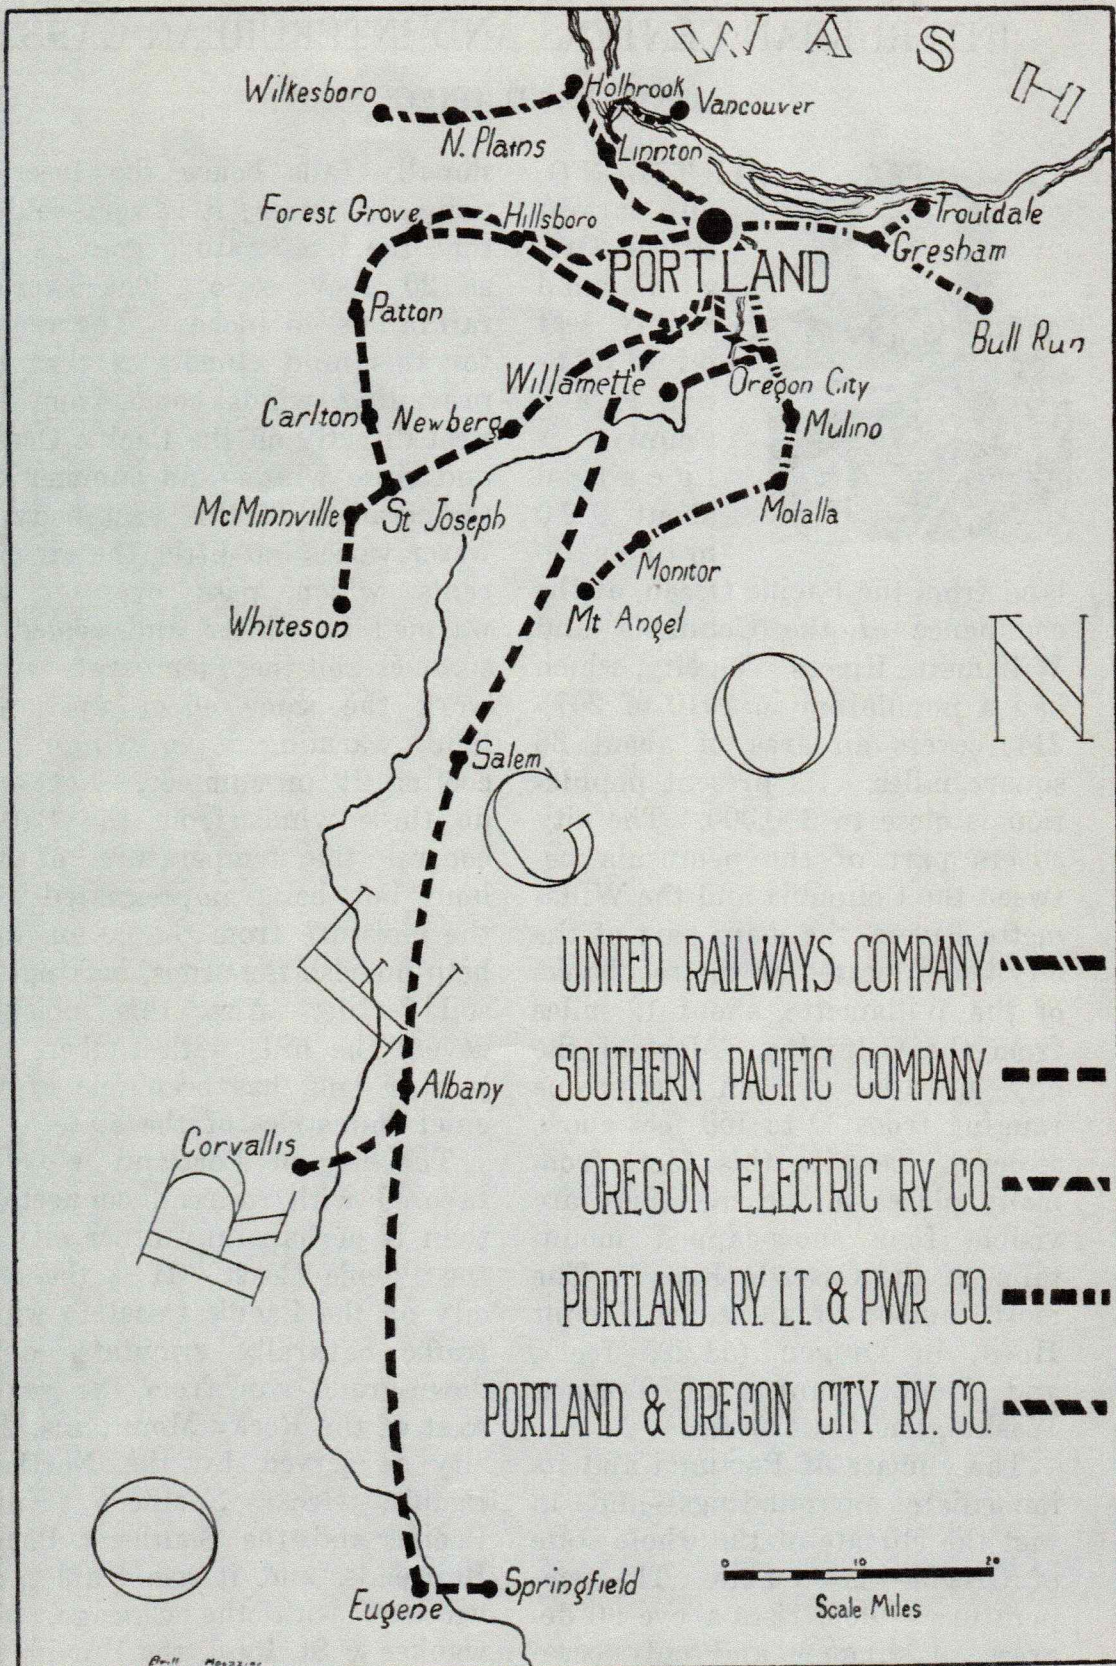 WASH
Wilkesboro
Holbrook
Vancouver
N. Plains
Linnton
Forest Grove
Hillsboro
Troutdale
Gresham
PORTLAND
Patton
Bull Run
Willamette
Oregon City
Carlton
Newberg
Mulino
McMinnville
St Joseph
Molalla
Monitor
Whiteson
Mt Angel
OREGON
Salem
UNITED RAILWAYS COMPANY
SOUTHERN PACIFIC COMPANY
OREGON ELECTRIC RY. CO.
PORTLAND RY. LT. & PWR CO.
PORTLAND & OREGON CITY RY. CO.
Albany
Corvallis
Eugene
Springfield
0 10 20
Scale Miles
Brill Magazine